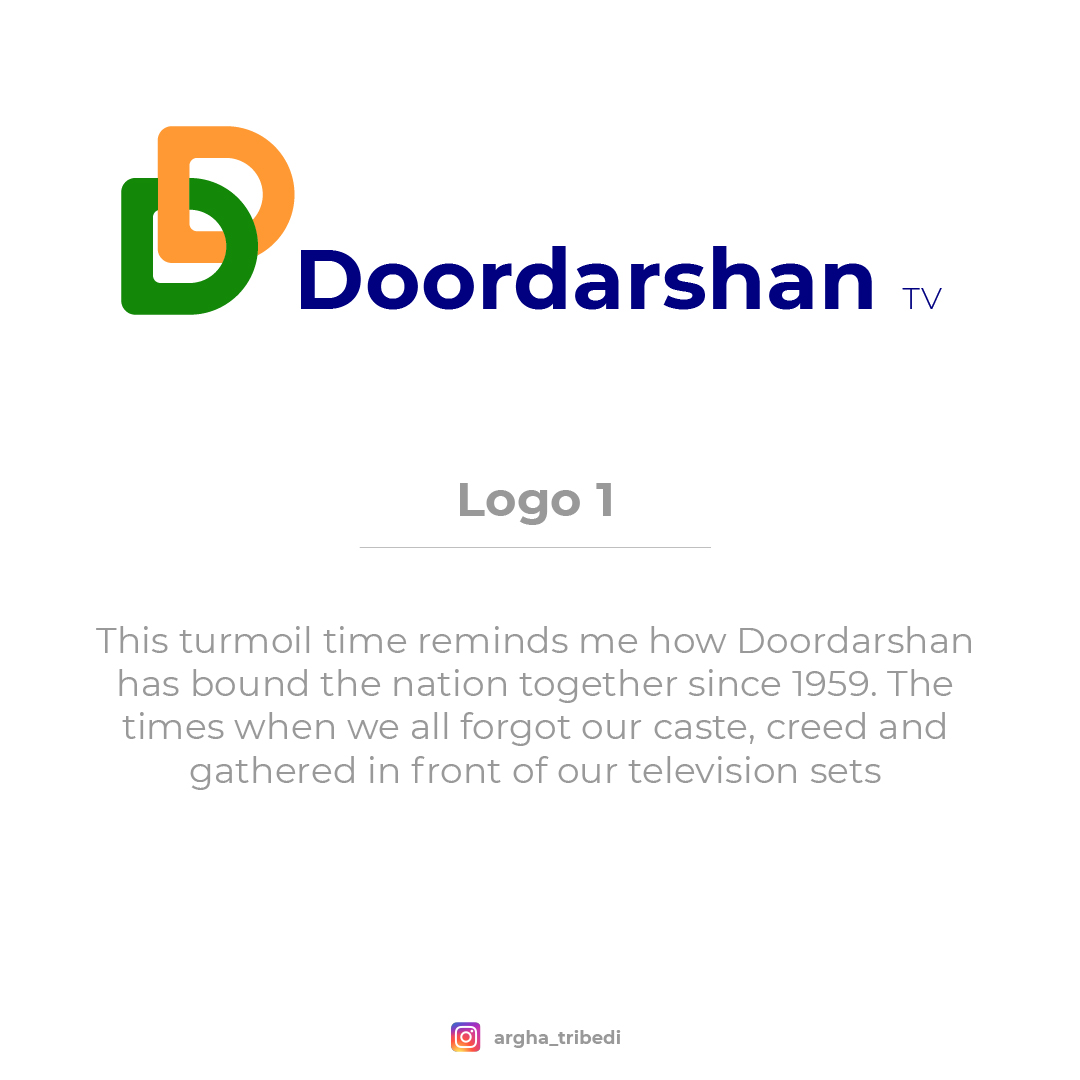 DD
Doordarshan TV
Logo 1
This turmoil time reminds me how Doordarshan
has bound the nation together since 1959. The
times when we all forgot our caste, creed and
gathered in front of our television sets
argha_tribedi